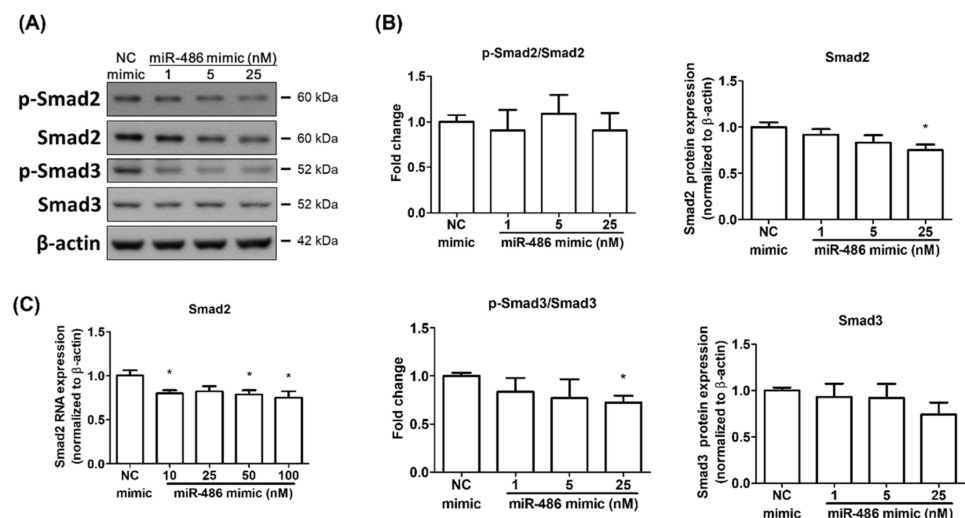 (A)
NC miR-486 mimic (nM)
mimic 1 5 25
p-Smad2 – 60 kDa
Smad2 – 60 kDa
p-Smad3 – 52 kDa
Smad3 – 52 kDa
β-actin – 42 kDa
(B)
p-Smad2/Smad2
Fold change
1.5
1.0
0.5
0.0
NC
mimic
1 5 25
miR-486 mimic (nM)
Smad2
Smad2 protein expression
(normalized to β-actin)
1.5
1.0
0.5
0.0
*
NC
mimic
1 5 25
miR-486 mimic (nM)
(C)
Smad2
Smad2 RNA expression
(normalized to β-actin)
1.5
1.0
0.5
0.0
* * *
NC
mimic
10 25 50 100
miR-486 mimic (nM)
p-Smad3/Smad3
Fold change
1.5
1.0
0.5
0.0
*
NC
mimic
1 5 25
miR-486 mimic (nM)
Smad3
Smad3 protein expression
(normalized to β-actin)
1.5
1.0
0.5
0.0
NC
mimic
1 5 25
miR-486 mimic (nM)